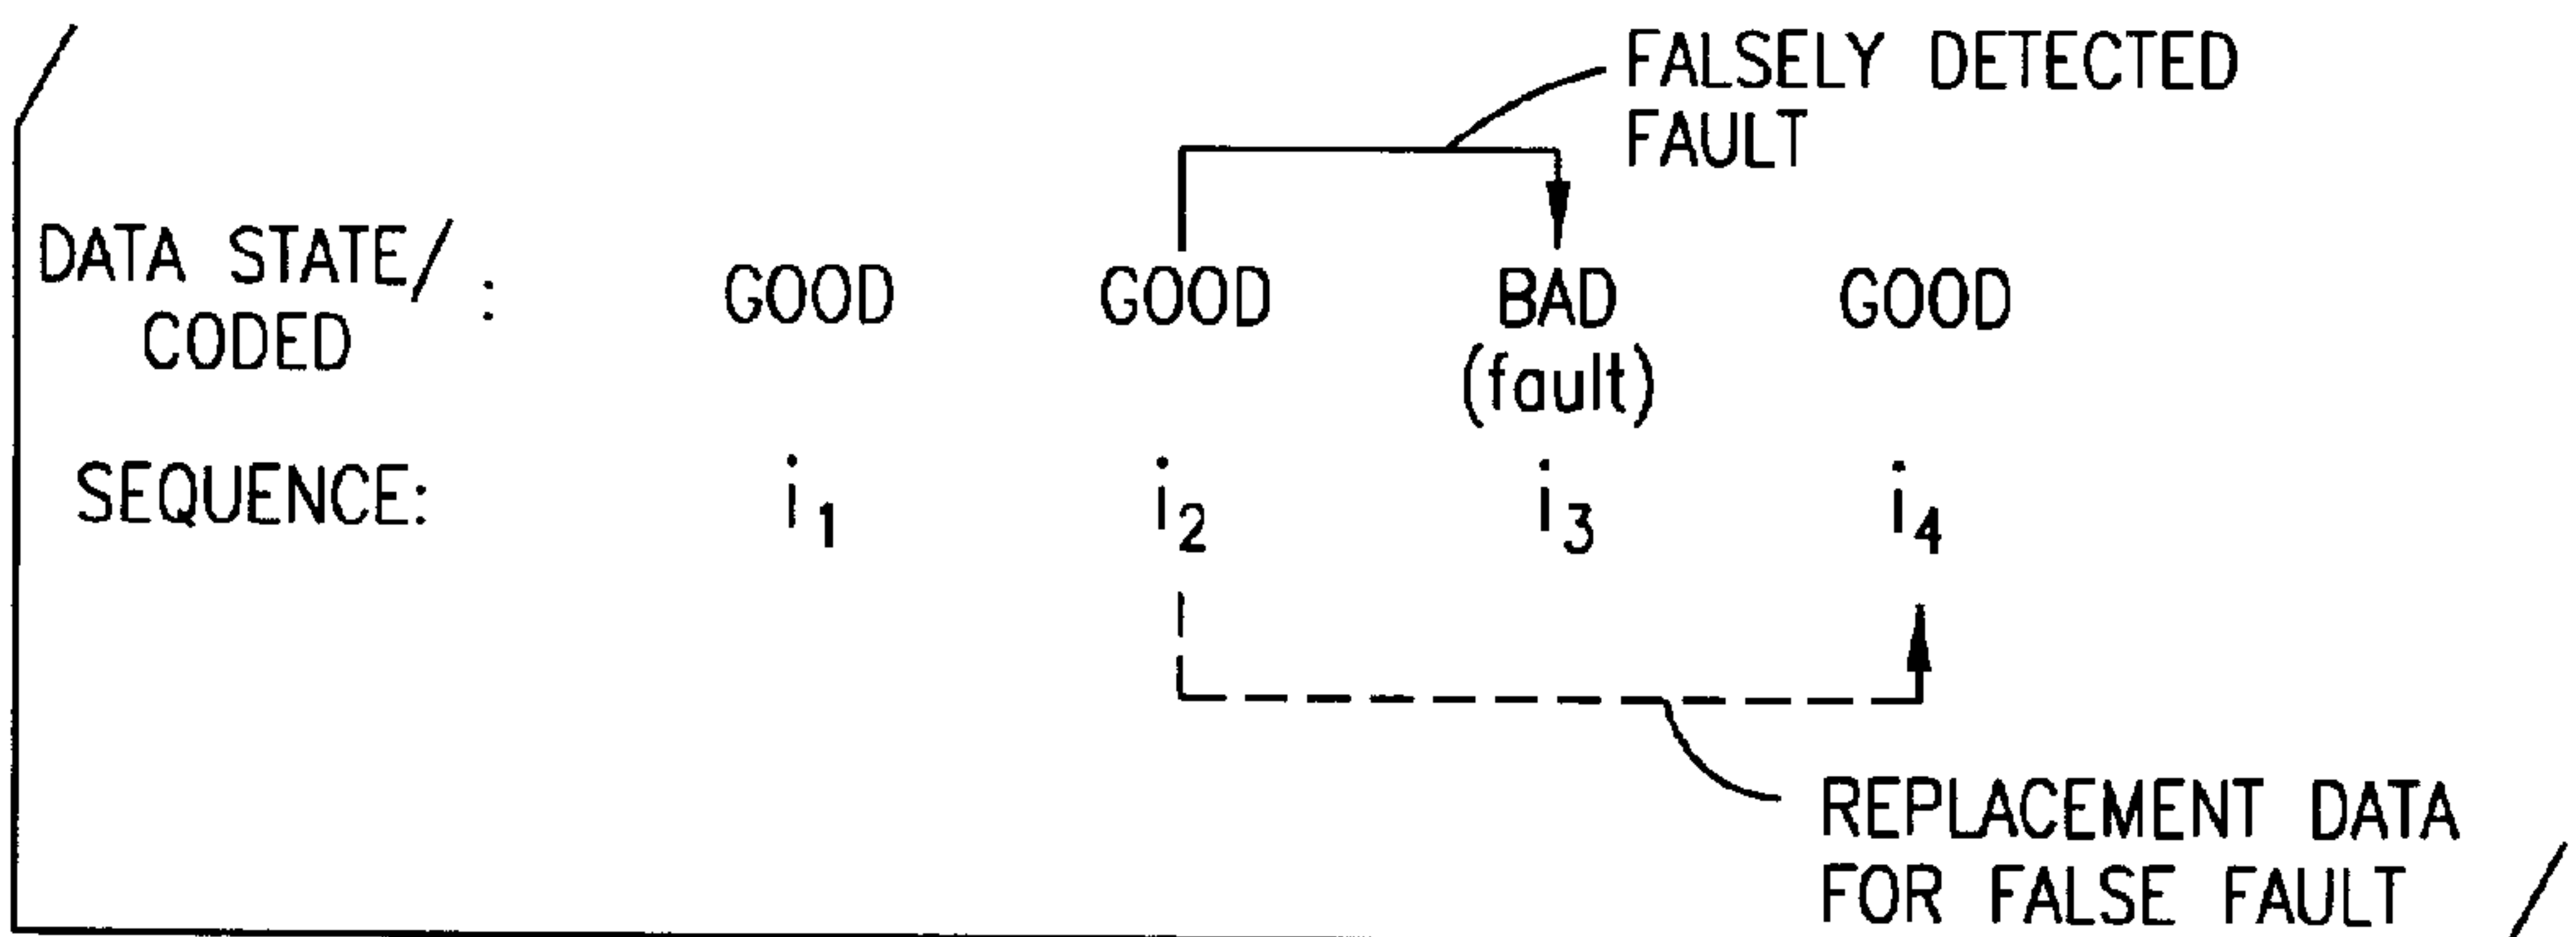 FALSELY DETECTED
FAULT
DATA STATE/ :
CODED
GOOD GOOD BAD GOOD
(fault)
SEQUENCE: i1 i2 i3 i4
REPLACEMENT DATA
FOR FALSE FAULT